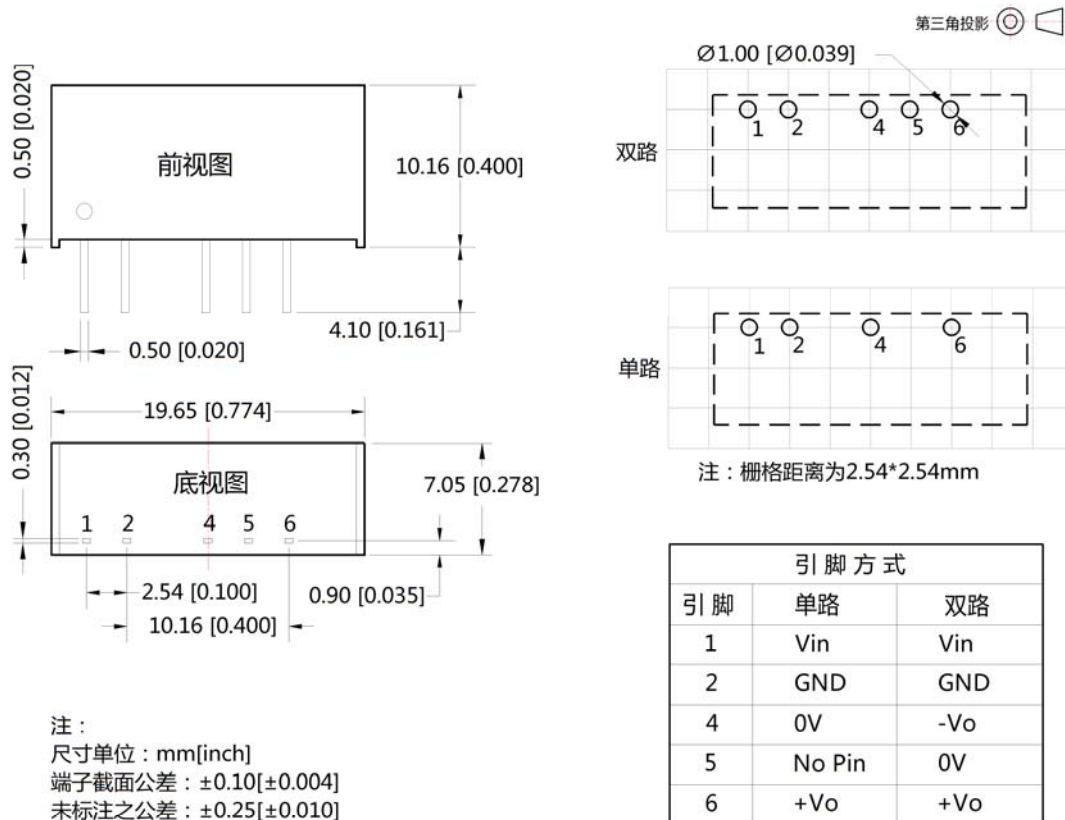 第三角投影
0.50 [0.020]
前视图
10.16 [0.400]
4.10 [0.161]
0.50 [0.020]
Ø1.00 [Ø0.039]
双路
1 2 4 5 6
单路
1 2 4 6
注：栅格距离为2.54*2.54mm
0.30 [0.012]
19.65 [0.774]
底视图
7.05 [0.278]
1 2 4 5 6
2.54 [0.100]
0.90 [0.035]
10.16 [0.400]
引脚方式
引脚 单路 双路
1 Vin Vin
2 GND GND
4 0V -Vo
5 No Pin 0V
6 +Vo +Vo
注：
尺寸单位：mm[inch]
端子截面公差：±0.10[±0.004]
未标注之公差：±0.25[±0.010]